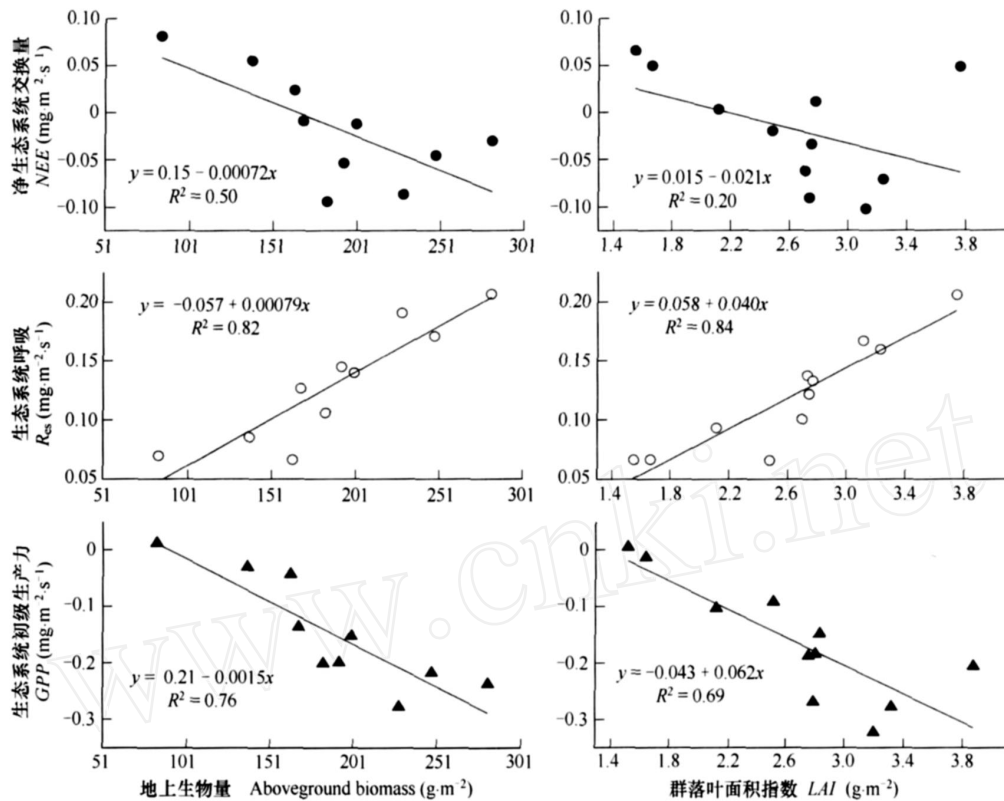 净生态系统交换量
NEE (mg·m⁻²·s⁻¹)
0.10
0.05
0
−0.05
−0.10
y = 0.15 − 0.00072x
R² = 0.50
51 101 151 201 251 301
0.10
0.05
0
−0.05
−0.10
y = 0.015 − 0.021x
R² = 0.20
1.4 1.8 2.2 2.6 3.0 3.4 3.8
生态系统呼吸
Res (mg·m⁻²·s⁻¹)
0.20
0.15
0.10
0.05
y = −0.057 + 0.00079x
R² = 0.82
51 101 151 201 251 301
0.20
0.15
0.10
0.05
y = 0.058 + 0.040x
R² = 0.84
1.4 1.8 2.2 2.6 3.0 3.4 3.8
生态系统初级生产力
GPP (mg·m⁻²·s⁻¹)
0
−0.1
−0.2
−0.3
y = 0.21 − 0.0015x
R² = 0.76
51 101 151 201 251 301
地上生物量 Aboveground biomass (g·m⁻²)
0
−0.1
−0.2
−0.3
y = −0.043 + 0.062x
R² = 0.69
1.4 1.8 2.2 2.6 3.0 3.4 3.8
群落叶面积指数 LAI (g·m⁻²)
www.cnki.net